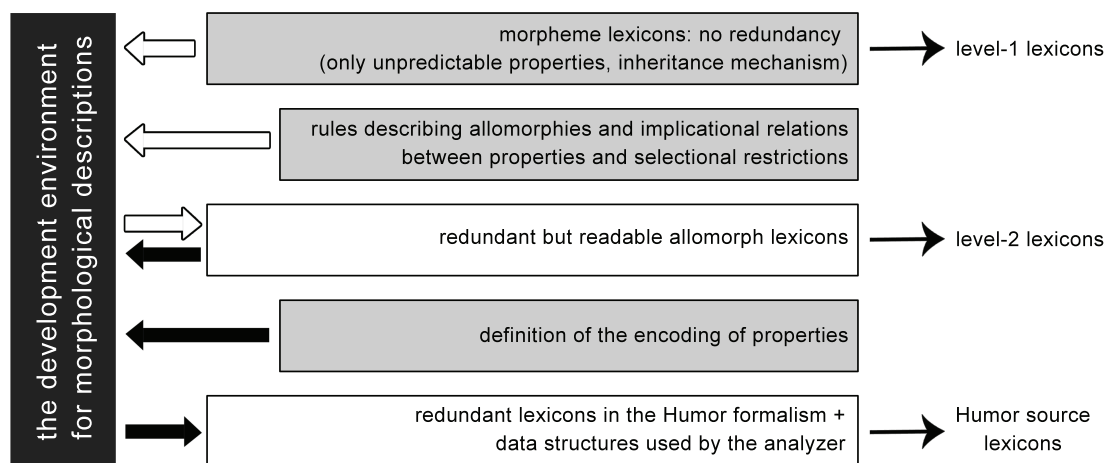 the development environment
for morphological descriptions
morpheme lexicons: no redundancy
(only unpredictable properties, inheritance mechanism)
level-1 lexicons
rules describing allomorphies and implicational relations
between properties and selectional restrictions
redundant but readable allomorph lexicons
level-2 lexicons
definition of the encoding of properties
redundant lexicons in the Humor formalism +
data structures used by the analyzer
Humor source
lexicons